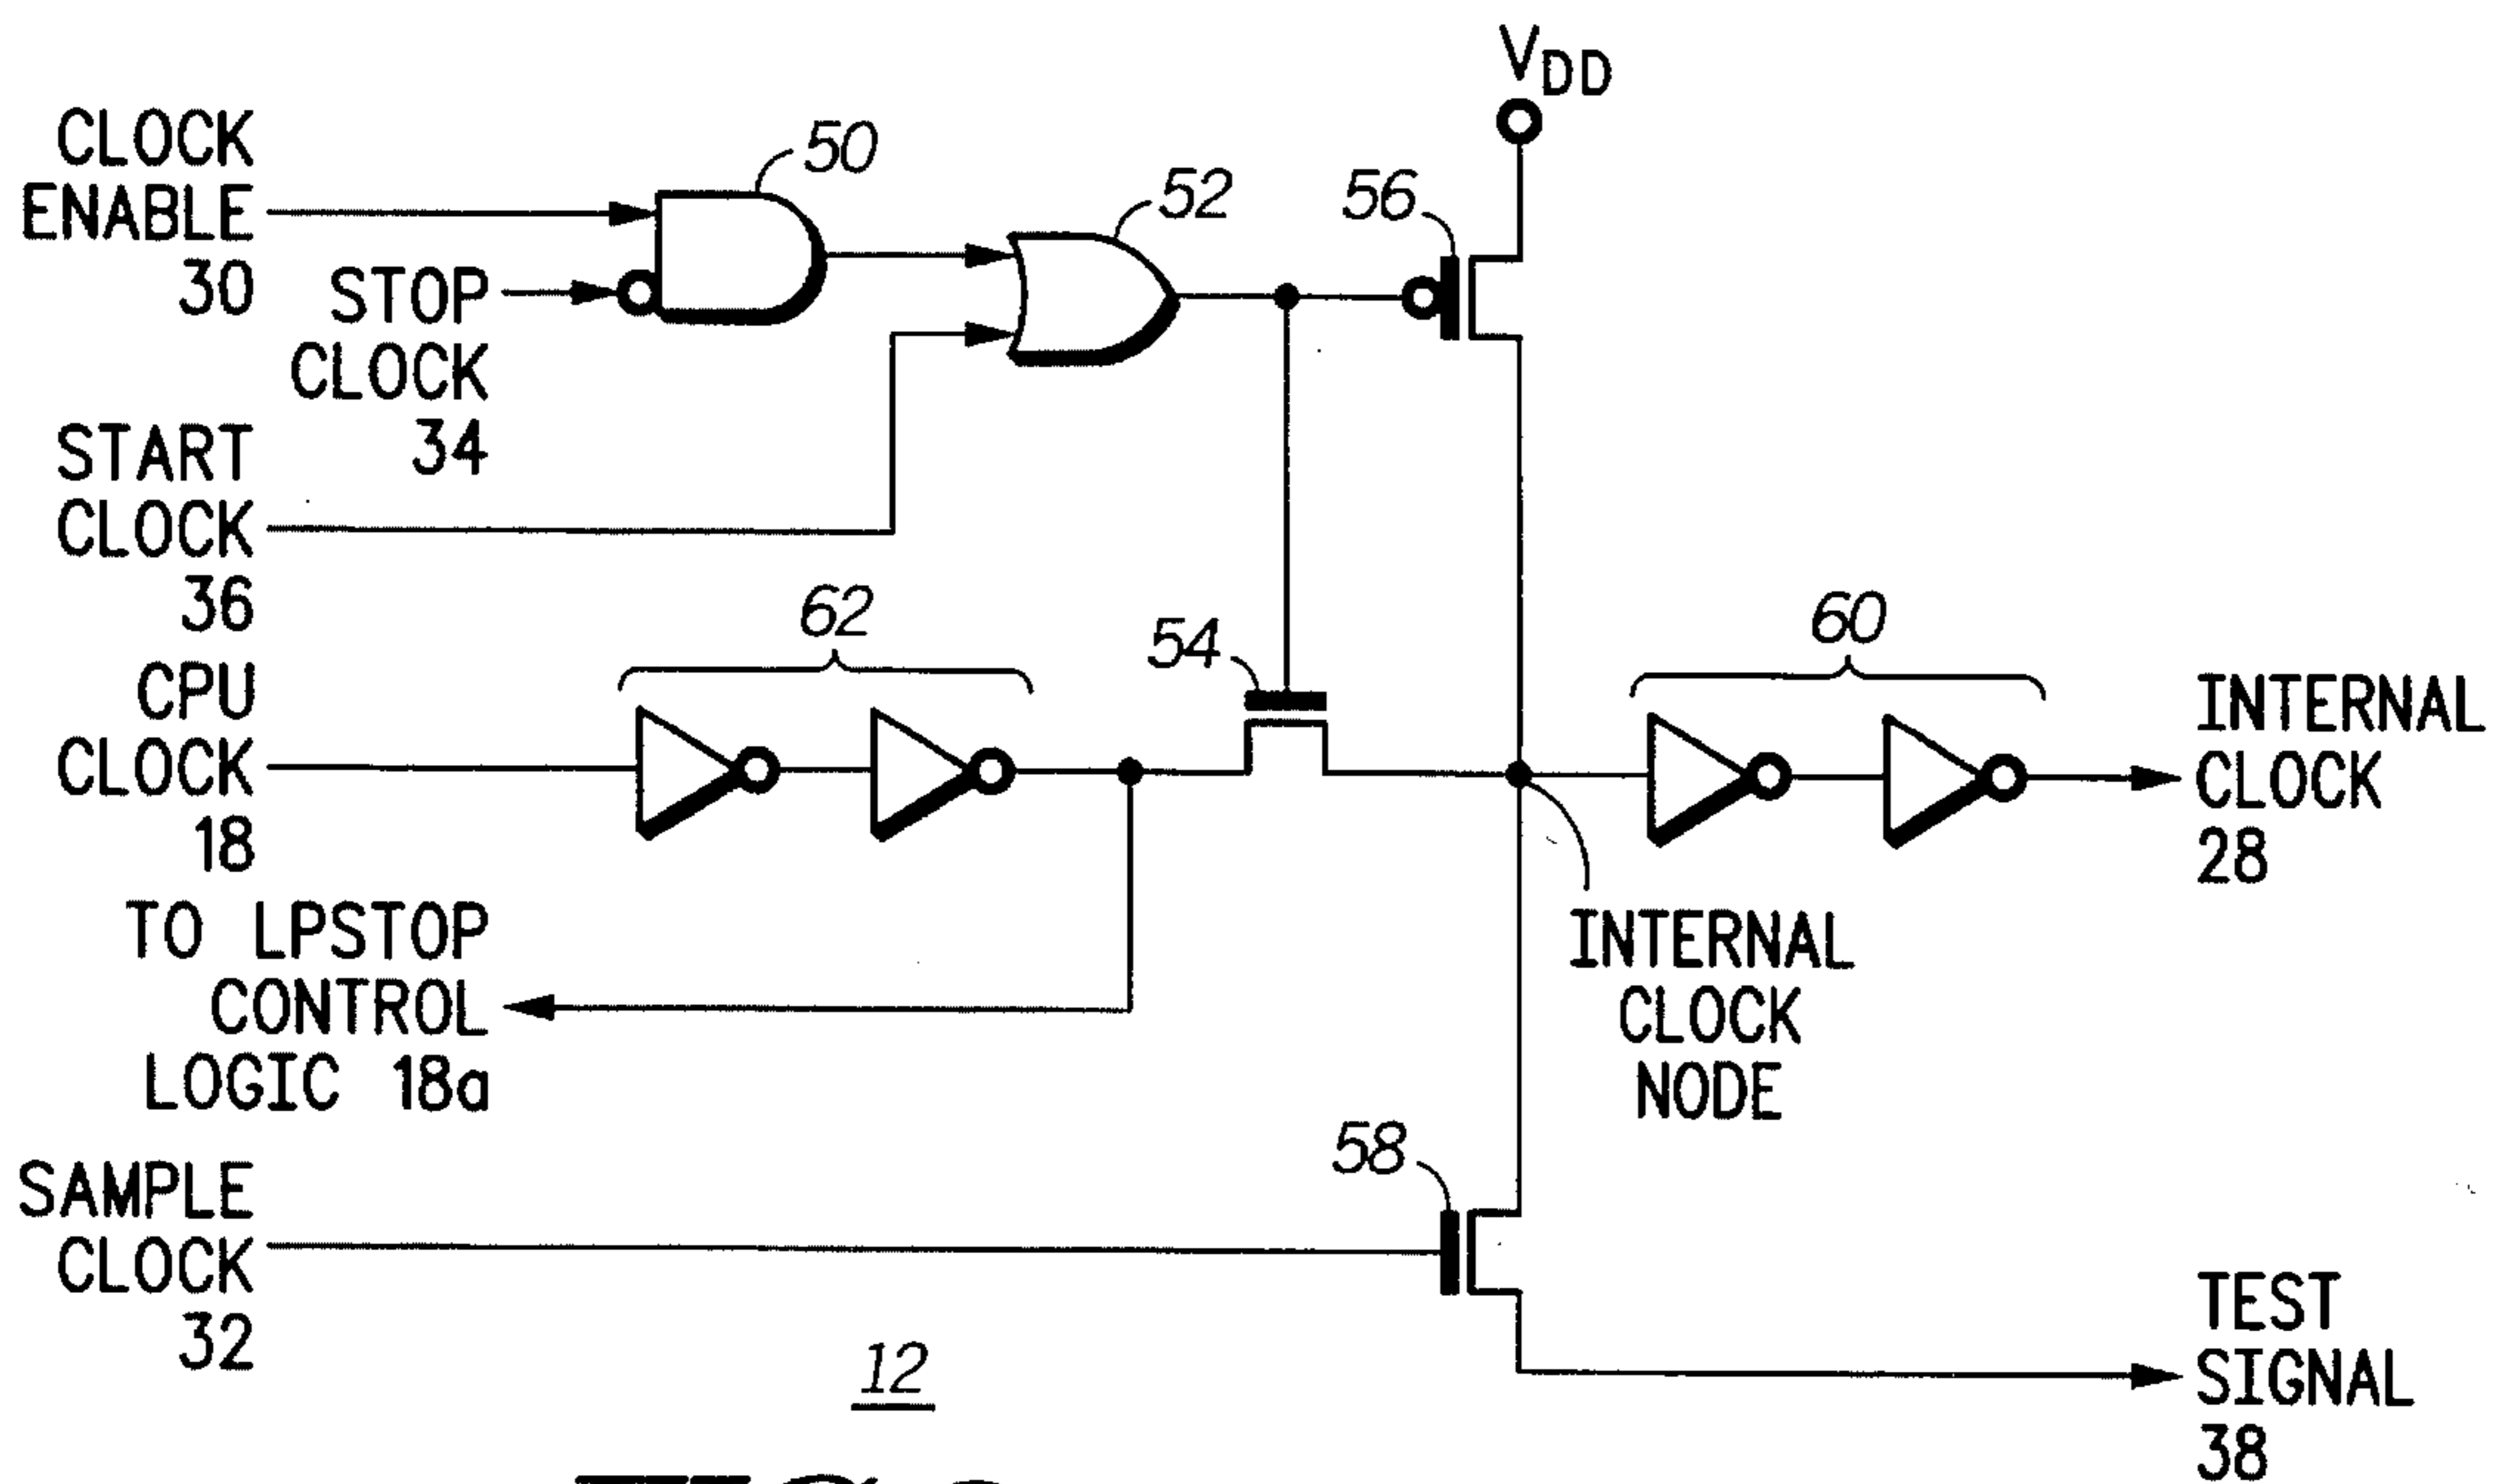 VDD
CLOCK
ENABLE
30
50
52
56
STOP
CLOCK
34
START
CLOCK
36
62
54
60
CPU
CLOCK
18
INTERNAL
CLOCK
28
TO LPSTOP
CONTROL
LOGIC 18a
INTERNAL
CLOCK
NODE
58
SAMPLE
CLOCK
32
TEST
SIGNAL
38
12